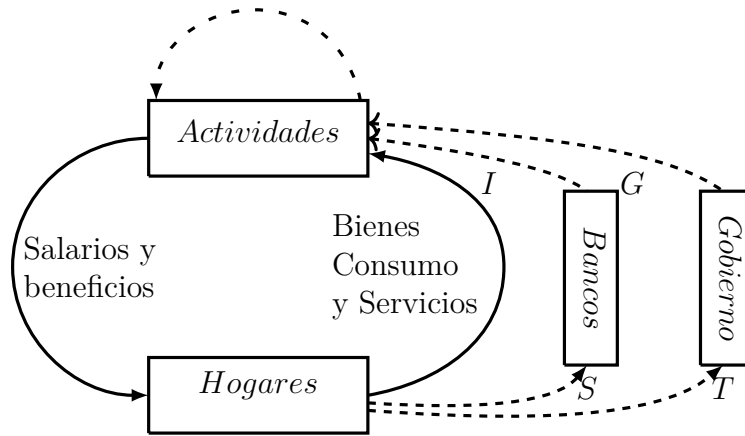 Actividades
I
G
Salarios y
beneficios
Bienes
Consumo
y Servicios
Bancos
Gobierno
Hogares
S
T